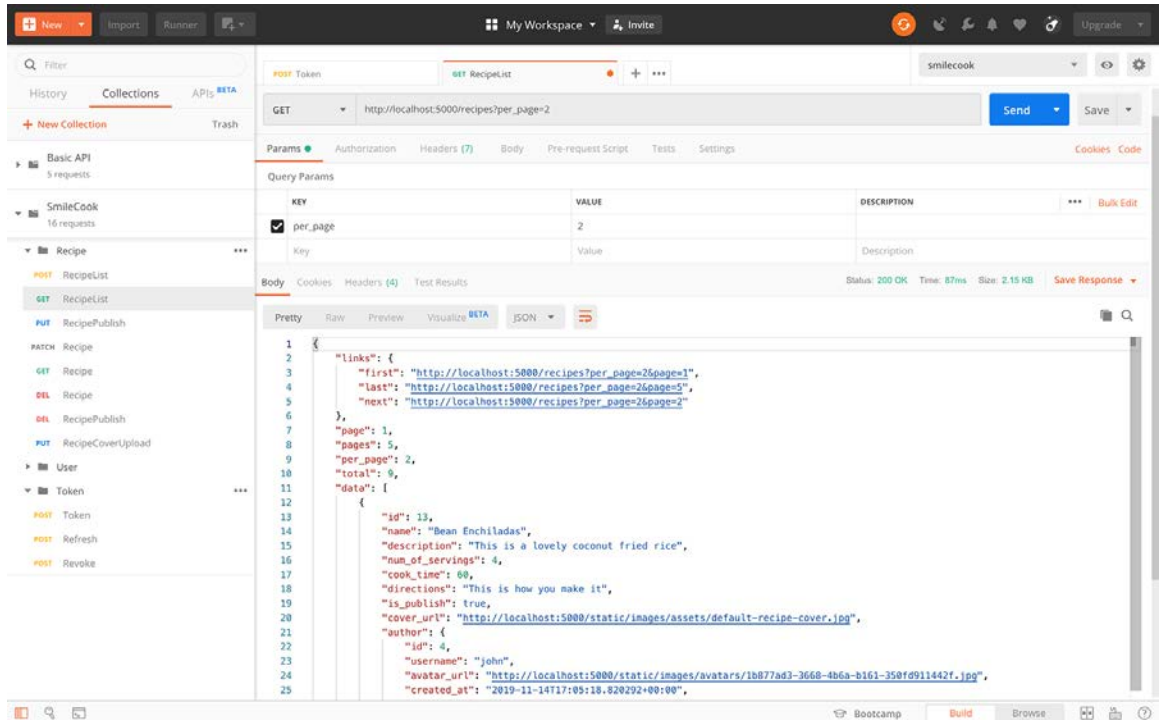 New Import Runner My Workspace Invite Upgrade
Filter
History Collections APIs BETA
+ New Collection Trash
Basic API
5 requests
SmileCook
16 requests
Recipe
POST RecipeList
GET RecipeList
PUT RecipePublish
PATCH Recipe
GET Recipe
DEL Recipe
DEL RecipePublish
PUT RecipeCoverUpload
User
Token
POST Token
POST Refresh
POST Revoke
POST Token GET RecipeList + ••• smilecook
GET http://localhost:5000/recipes?per_page=2 Send Save
Params Authorization Headers (7) Body Pre-request Script Tests Settings Cookies Code
Query Params
KEY VALUE DESCRIPTION ••• Bulk Edit
per_page 2
Key Value Description
Body Cookies Headers (4) Test Results Status: 200 OK Time: 87ms Size: 2.15 KB Save Response
Pretty Raw Preview Visualize BETA JSON
1 {
2 "links": {
3 "first": "http://localhost:5000/recipes?per_page=2&page=1",
4 "last": "http://localhost:5000/recipes?per_page=2&page=5",
5 "next": "http://localhost:5000/recipes?per_page=2&page=2"
6 },
7 "page": 1,
8 "pages": 5,
9 "per_page": 2,
10 "total": 9,
11 "data": [
12 {
13 "id": 13,
14 "name": "Bean Enchiladas",
15 "description": "This is a lovely coconut fried rice",
16 "num_of_servings": 4,
17 "cook_time": 60,
18 "directions": "This is how you make it",
19 "is_publish": true,
20 "cover_url": "http://localhost:5000/static/images/assets/default-recipe-cover.jpg",
21 "author": {
22 "id": 4,
23 "username": "john",
24 "avatar_url": "http://localhost:5000/static/images/avatars/1b877ad3-3668-4b6a-b161-350fd911442f.jpg",
25 "created_at": "2019-11-14T17:05:18.820292+00:00",
Bootcamp Build Browse